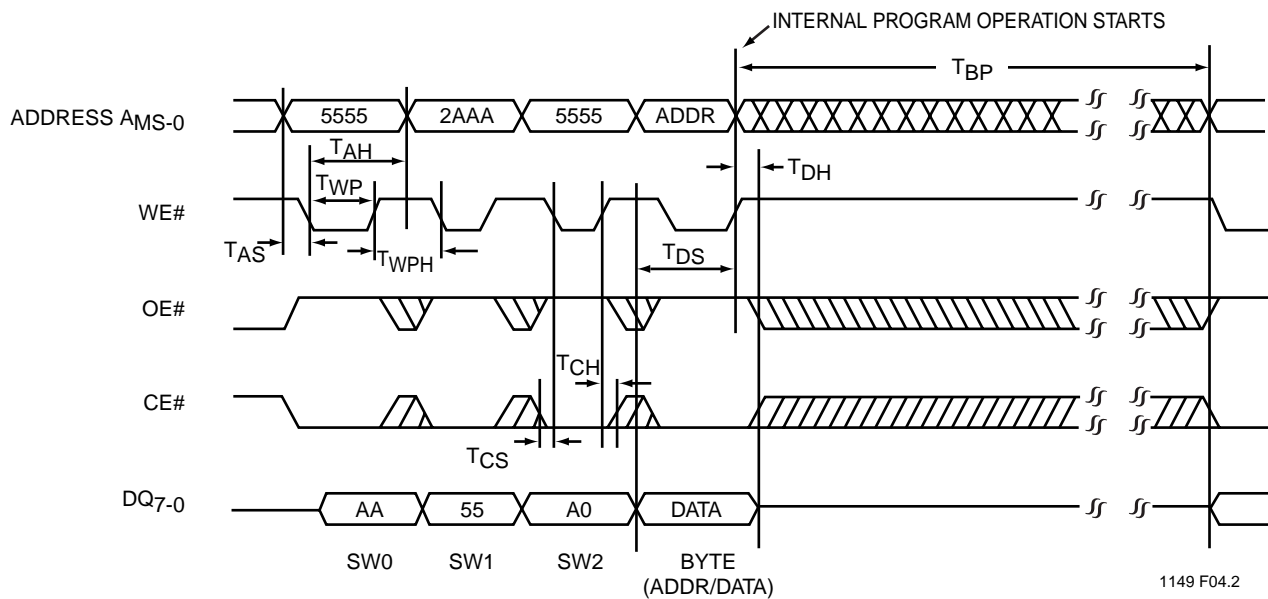 INTERNAL PROGRAM OPERATION STARTS
TBP
ADDRESS AMS-0
5555
2AAA
5555
ADDR
TAH
TDH
TWP
WE#
TAS
TWPH
TDS
OE#
TCH
CE#
TCS
DQ7-0
AA
55
A0
DATA
SW0
SW1
SW2
BYTE
(ADDR/DATA)
1149 F04.2